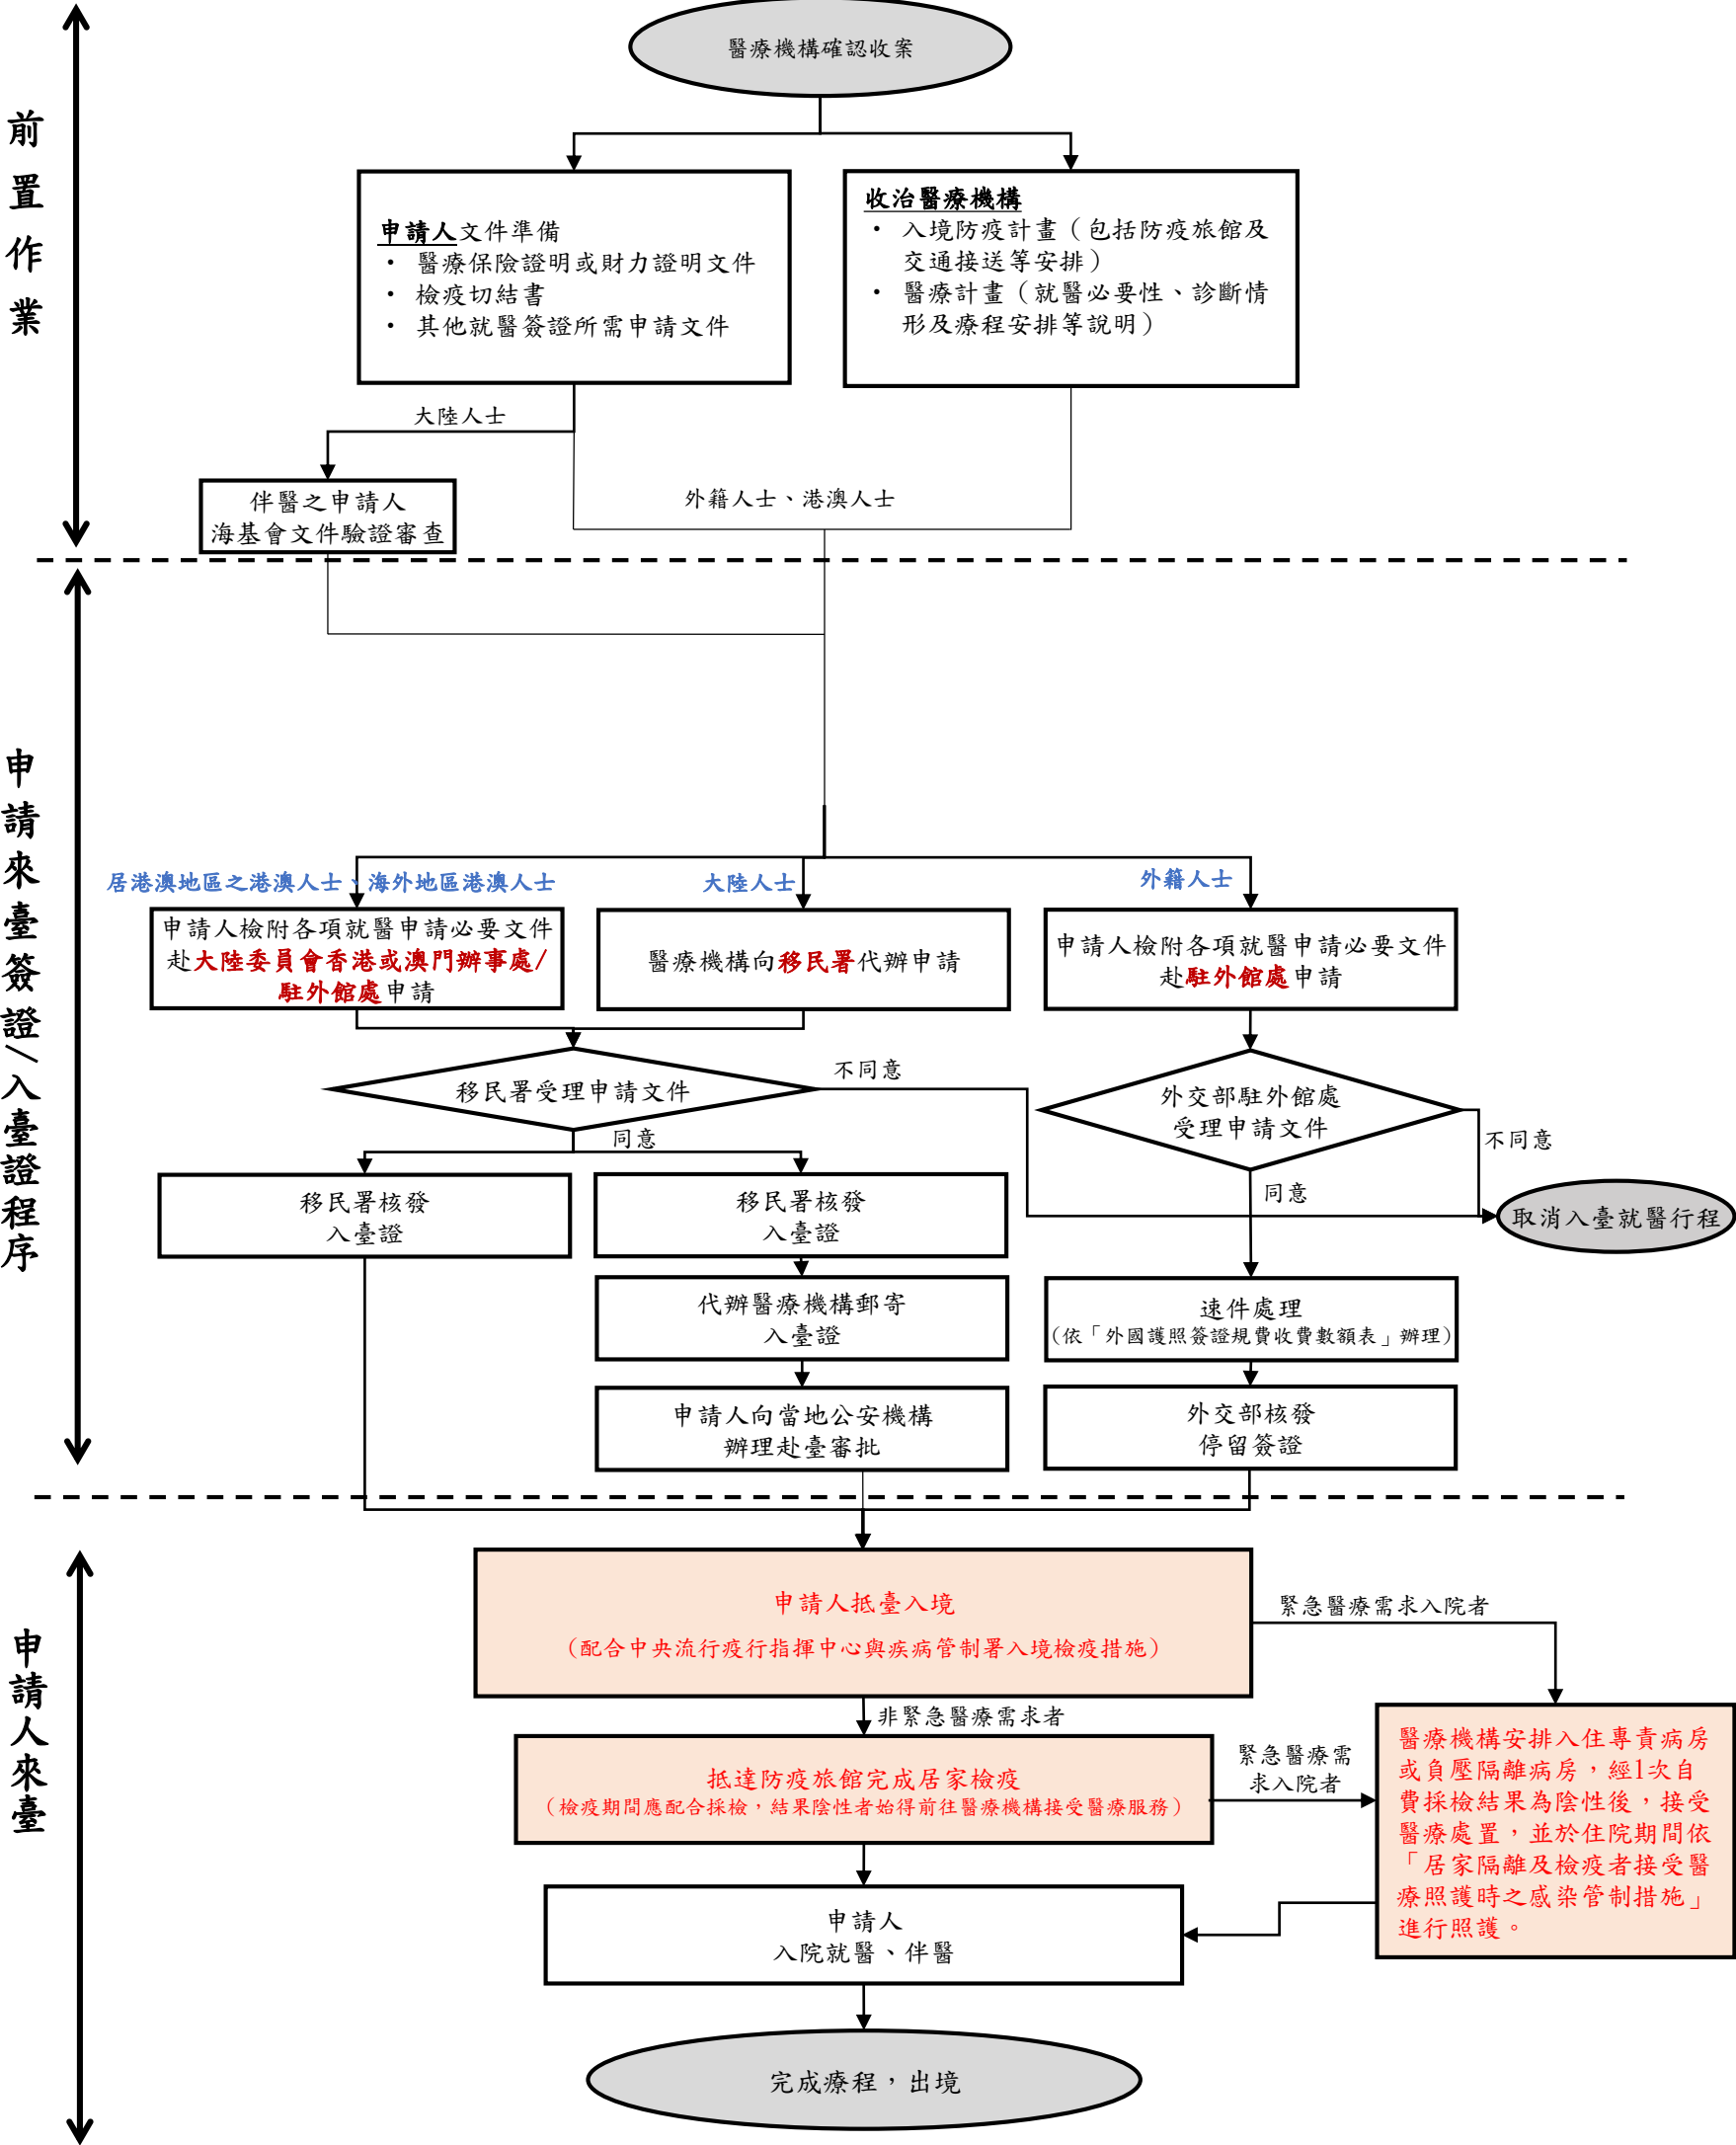 醫療機構確認收案
前置作業
申請人文件準備
• 醫療保險證明或財力證明文件
• 檢疫切結書
• 其他就醫簽證所需申請文件
收治醫療機構
• 入境防疫計畫（包括防疫旅館及
交通接送等安排）
• 醫療計畫（就醫必要性、診斷情
形及療程安排等說明）
大陸人士
外籍人士、港澳人士
伴醫之申請人
海基會文件驗證審查
申請來臺簽證/入臺證程序
居港澳地區之港澳人士、海外地區港澳人士
大陸人士
外籍人士
申請人檢附各項就醫申請必要文件
赴大陸委員會香港或澳門辦事處/
駐外館處申請
醫療機構向移民署代辦申請
申請人檢附各項就醫申請必要文件
赴駐外館處申請
移民署受理申請文件
不同意
外交部駐外館處
受理申請文件
不同意
同意
同意
移民署核發
入臺證
移民署核發
入臺證
取消入臺就醫行程
代辦醫療機構郵寄
入臺證
速件處理
（依「外國護照簽證規費收費數額表」辦理）
申請人向當地公安機構
辦理赴臺審批
外交部核發
停留簽證
申請人來臺
申請人抵臺入境
（配合中央流行疫行指揮中心與疾病管制署入境檢疫措施）
緊急醫療需求入院者
非緊急醫療需求者
抵達防疫旅館完成居家檢疫
（檢疫期間應配合採檢，結果陰性者始得前往醫療機構接受醫療服務）
緊急醫療需
求入院者
醫療機構安排入住專責病房
或負壓隔離病房，經1次自
費採檢結果為陰性後，接受
醫療處置，並於住院期間依
「居家隔離及檢疫者接受醫
療照護時之感染管制措施」
進行照護。
申請人
入院就醫、伴醫
完成療程，出境